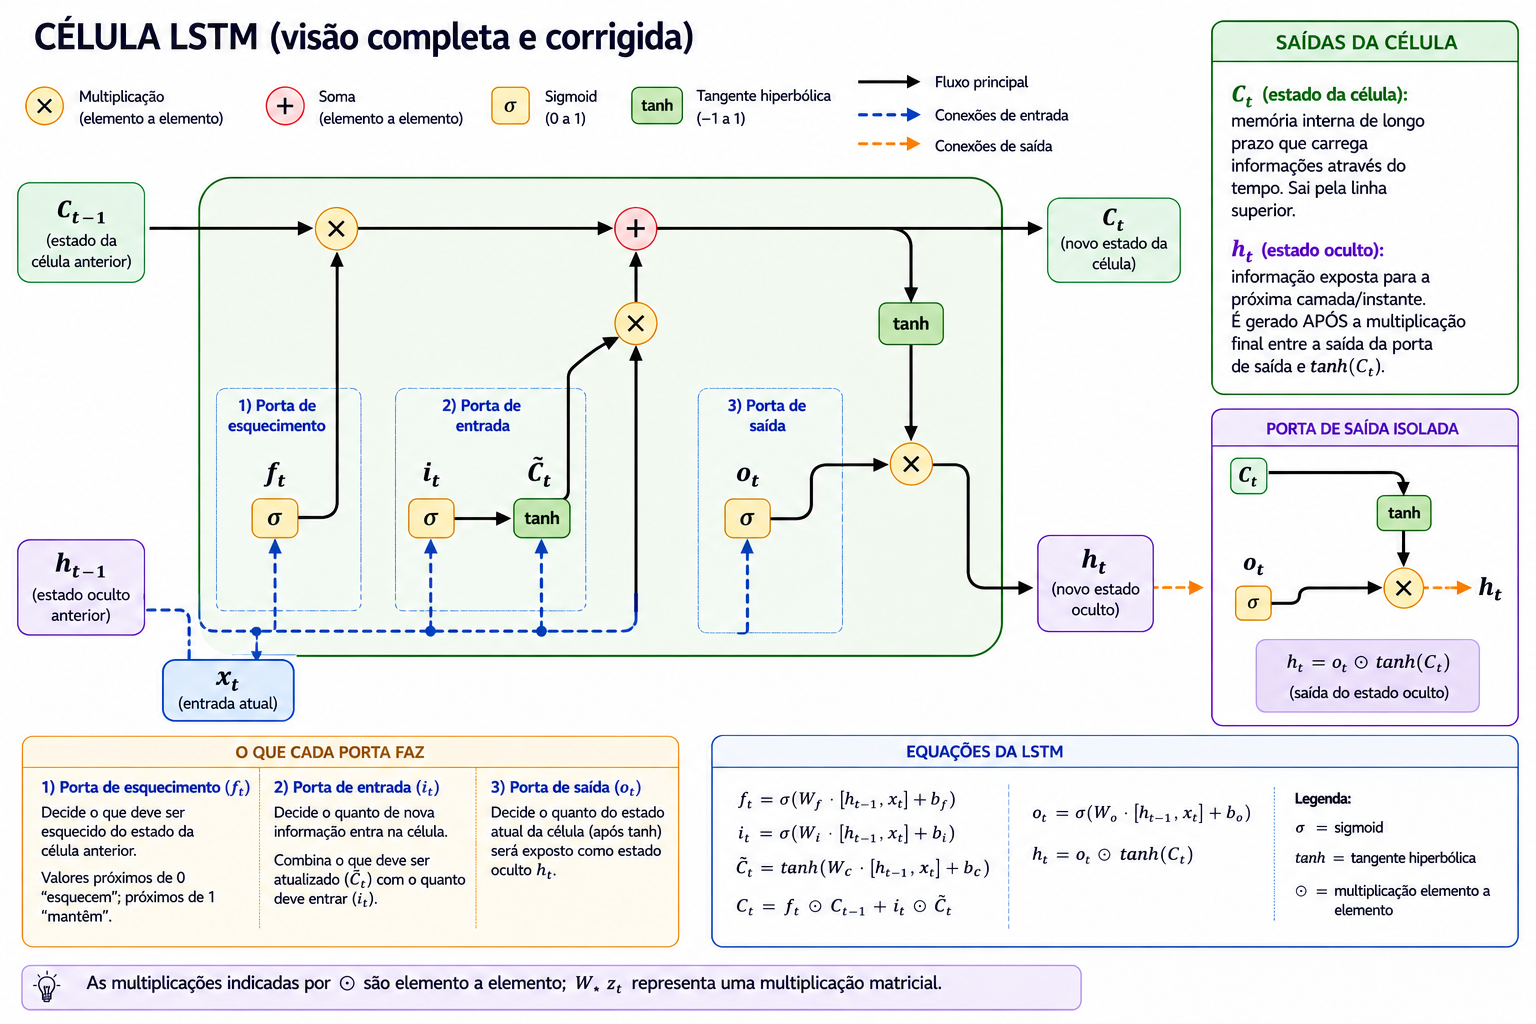 CÉLULA LSTM (visão completa e corrigida)
Multiplicação
(elemento a elemento)
Soma
(elemento a elemento)
σ
Sigmoid
(0 a 1)
tanh
Tangente hiperbólica
(−1 a 1)
Fluxo principal
Conexões de entrada
Conexões de saída
C_{t−1}
(estado da
célula anterior)
×
+
C_t
(novo estado da
célula)
×
tanh
1) Porta de
esquecimento
2) Porta de
entrada
3) Porta de
saída
f_t
i_t
C̃_t
o_t
×
σ
σ
tanh
σ
h_{t−1}
(estado oculto
anterior)
h_t
(novo estado
oculto)
x_t
(entrada atual)
SAÍDAS DA CÉLULA
C_t (estado da célula):
memória interna de longo
prazo que carrega
informações através do
tempo. Sai pela linha
superior.
h_t (estado oculto):
informação exposta para a
próxima camada/instante.
É gerado APÓS a multiplicação
final entre a saída da porta
de saída e tanh(C_t).
PORTA DE SAÍDA ISOLADA
C_t
tanh
o_t
σ
×
h_t
h_t = o_t ⊙ tanh(C_t)
(saída do estado oculto)
O QUE CADA PORTA FAZ
1) Porta de esquecimento (f_t)
Decide o que deve ser
esquecido do estado da
célula anterior.
Valores próximos de 0
“esquecem”; próximos de 1
“mantêm”.
2) Porta de entrada (i_t)
Decide o quanto de nova
informação entra na célula.
Combina o que deve ser
atualizado (C̃_t) com o quanto
deve entrar (i_t).
3) Porta de saída (o_t)
Decide o quanto do estado
atual da célula (após tanh)
será exposto como estado
oculto h_t.
EQUAÇÕES DA LSTM
f_t = σ(W_f · [h_{t−1}, x_t] + b_f)
i_t = σ(W_i · [h_{t−1}, x_t] + b_i)
C̃_t = tanh(W_C · [h_{t−1}, x_t] + b_C)
C_t = f_t ⊙ C_{t−1} + i_t ⊙ C̃_t
o_t = σ(W_o · [h_{t−1}, x_t] + b_o)
h_t = o_t ⊙ tanh(C_t)
Legenda:
σ = sigmoid
tanh = tangente hiperbólica
⊙ = multiplicação elemento a
elemento
As multiplicações indicadas por ⊙ são elemento a elemento; W_* z_t representa uma multiplicação matricial.